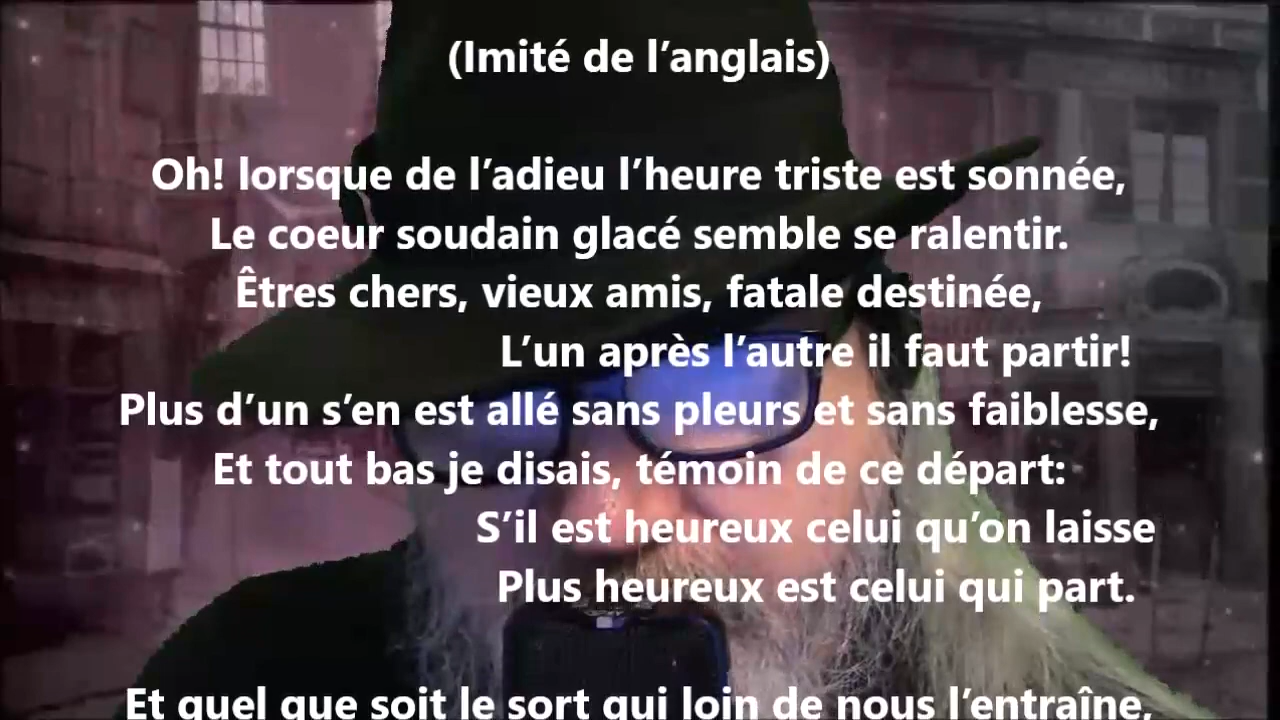 (Imité de l’anglais)
Oh! lorsque de l’adieu l’heure triste est sonnée,
Le coeur soudain glacé semble se ralentir.
Êtres chers, vieux amis, fatale destinée,
L’un après l’autre il faut partir!
Plus d’un s’en est allé sans pleurs et sans faiblesse,
Et tout bas je disais, témoin de ce départ:
S’il est heureux celui qu’on laisse
Plus heureux est celui qui part.
Et quel que soit le sort qui loin de nous l’entraîne,